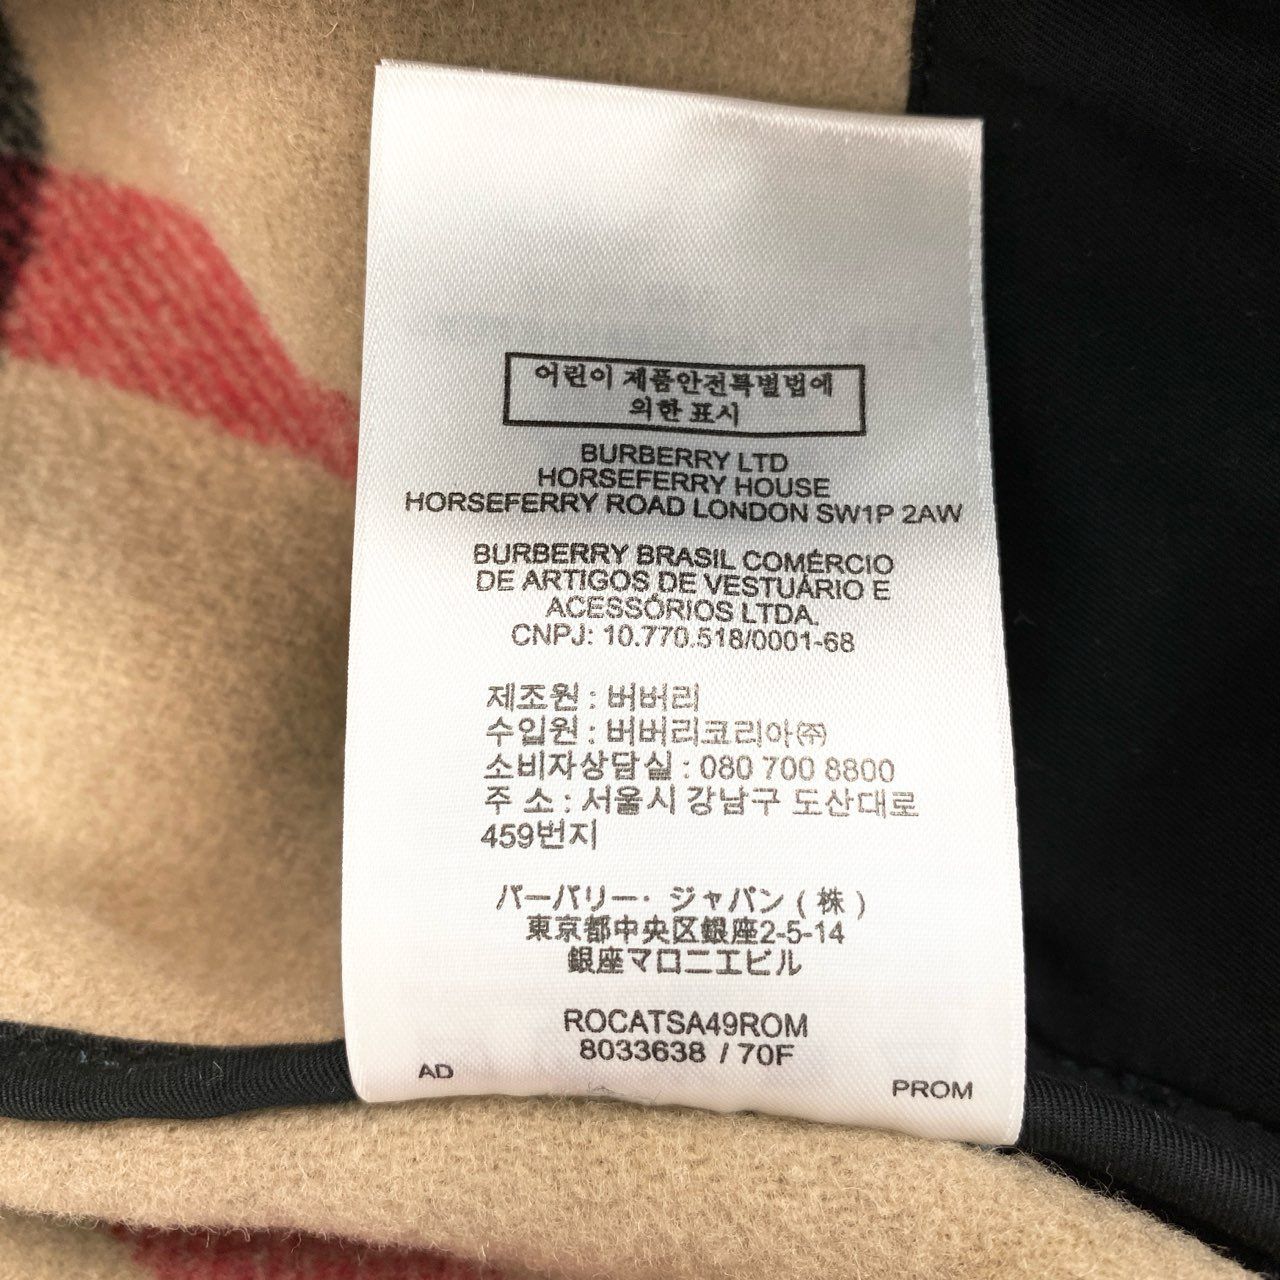 어린이 제품안전특별법에
의한 표시
BURBERRY LTD
HORSEFERRY HOUSE
HORSEFERRY ROAD LONDON SW1P 2AW
BURBERRY BRASIL COMÉRCIO
DE ARTIGOS DE VESTUÁRIO E
ACESSÓRIOS LTDA.
CNPJ: 10.770.518/0001-68
제조원 : 버버리
수입원 : 버버리코리아㈜
소비자상담실 : 080 700 8800
주 소 : 서울시 강남구 도산대로
459번지
バーバリー・ジャパン ( 株 )
東京都中央区銀座2-5-14
銀座マロニエビル
ROCATSA49ROM
8033638 / 70F
AD PROM